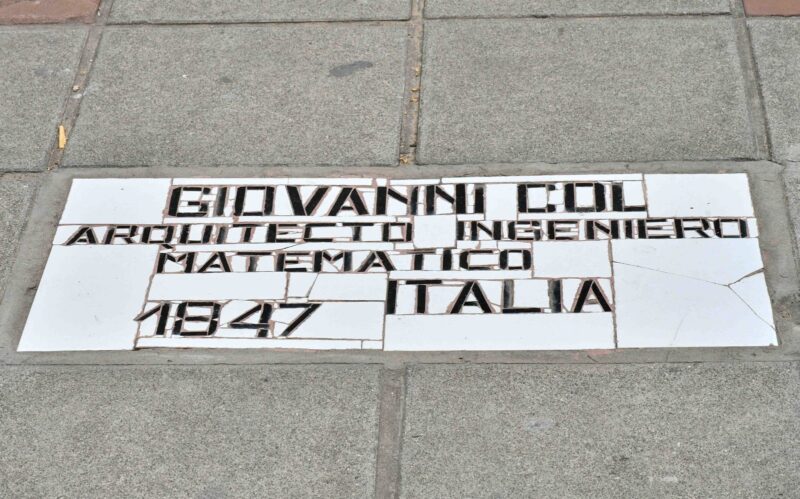 GIOVANNI COL
ARQUITECTO INGENIERO
MATEMATICO
1847 ITALIA